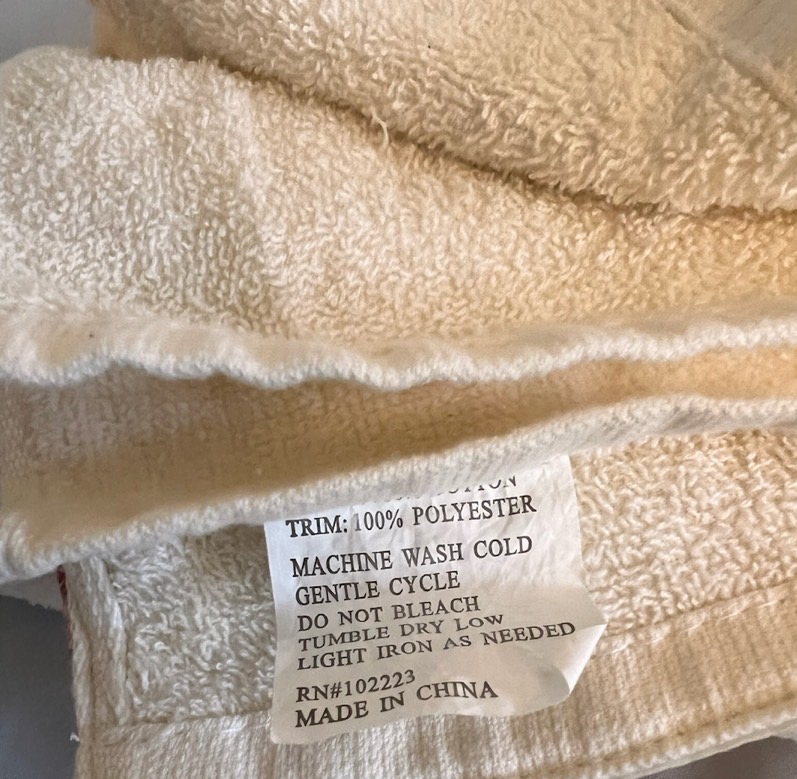 TRIM: 100% POLYESTER
MACHINE WASH COLD
GENTLE CYCLE
DO NOT BLEACH
TUMBLE DRY LOW
LIGHT IRON AS NEEDED
RN#102223
MADE IN CHINA